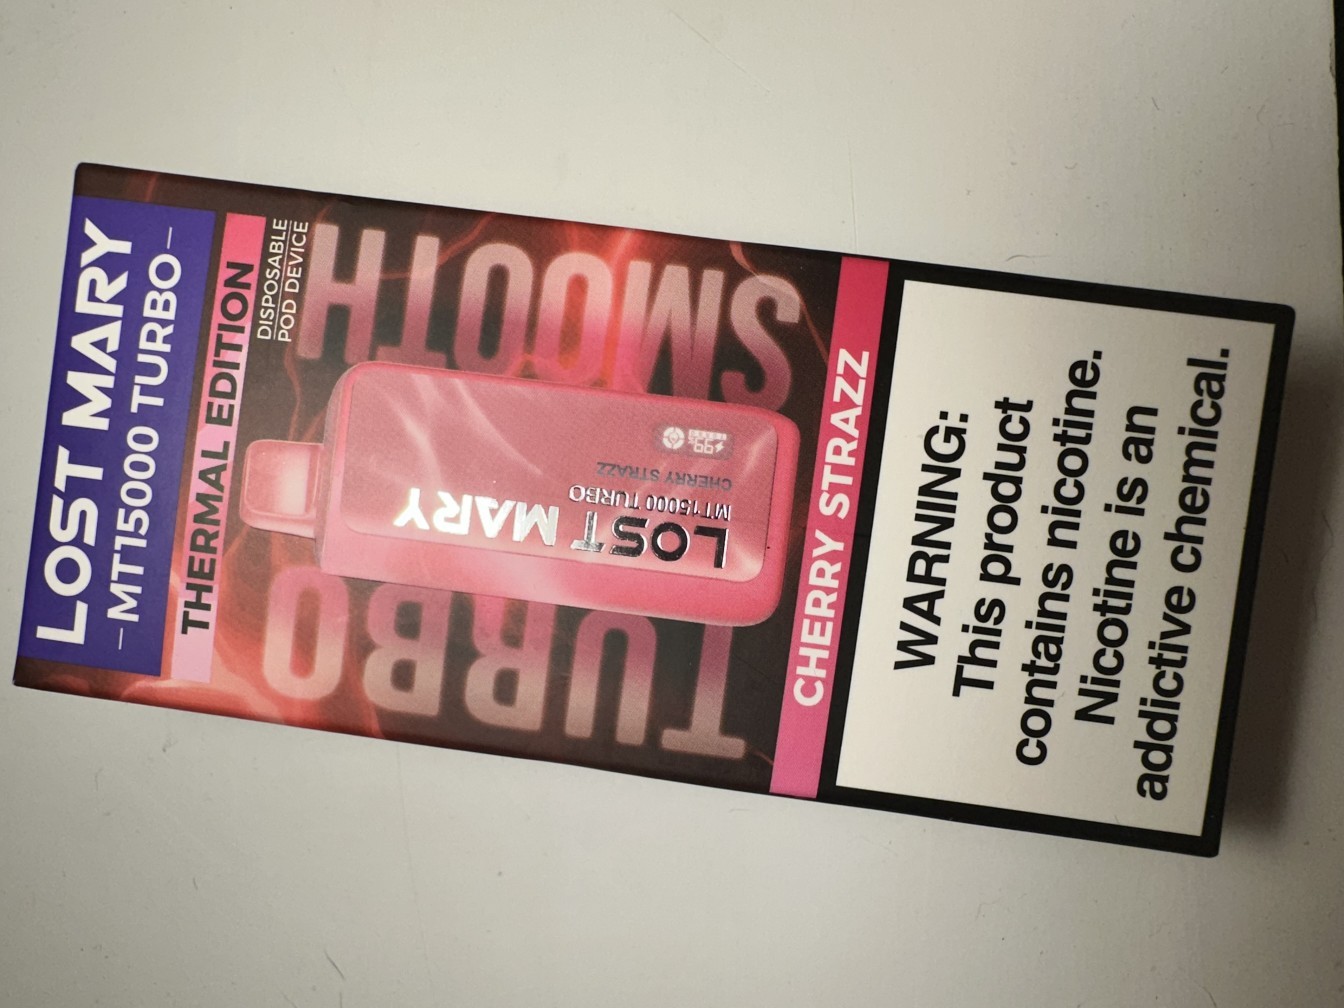 LOST MARY
MT15000 TURBO
THERMAL EDITION
DISPOSABLE
POD DEVICE
SMOOTH
TURBO
LOST MARY
MT15000 TURBO
CHERRY STRAZZ
CHERRY STRAZZ
WARNING:
This product
contains nicotine.
Nicotine is an
addictive chemical.